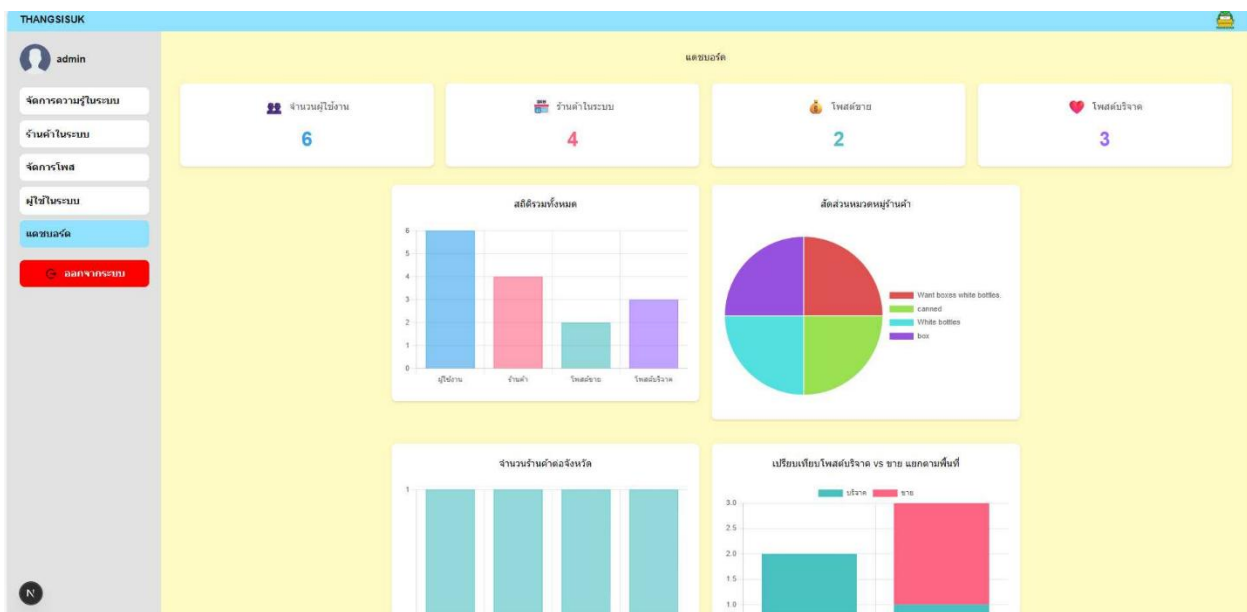 THANGSISUK
admin
จัดการความรู้ในระบบ
ร้านค้าในระบบ
จัดการโพส
ผู้ใช้ในระบบ
แดชบอร์ด
ออกจากระบบ
N
แดชบอร์ด
จำนวนผู้ใช้งาน
6
ร้านค้าในระบบ
4
โพสต์ขาย
2
โพสต์บริจาค
3
สถิติรวมทั้งหมด
6
5
4
3
2
1
0
ผู้ใช้งาน
ร้านค้า
โพสต์ขาย
โพสต์บริจาค
สัดส่วนหมวดหมู่ร้านค้า
Want boxes white bottles.
canned
White bottles
box
จำนวนร้านค้าต่อจังหวัด
1
เปรียบเทียบโพสต์บริจาค vs ขาย แยกตามพื้นที่
บริจาค ขาย
3.0
2.5
2.0
1.5
1.0